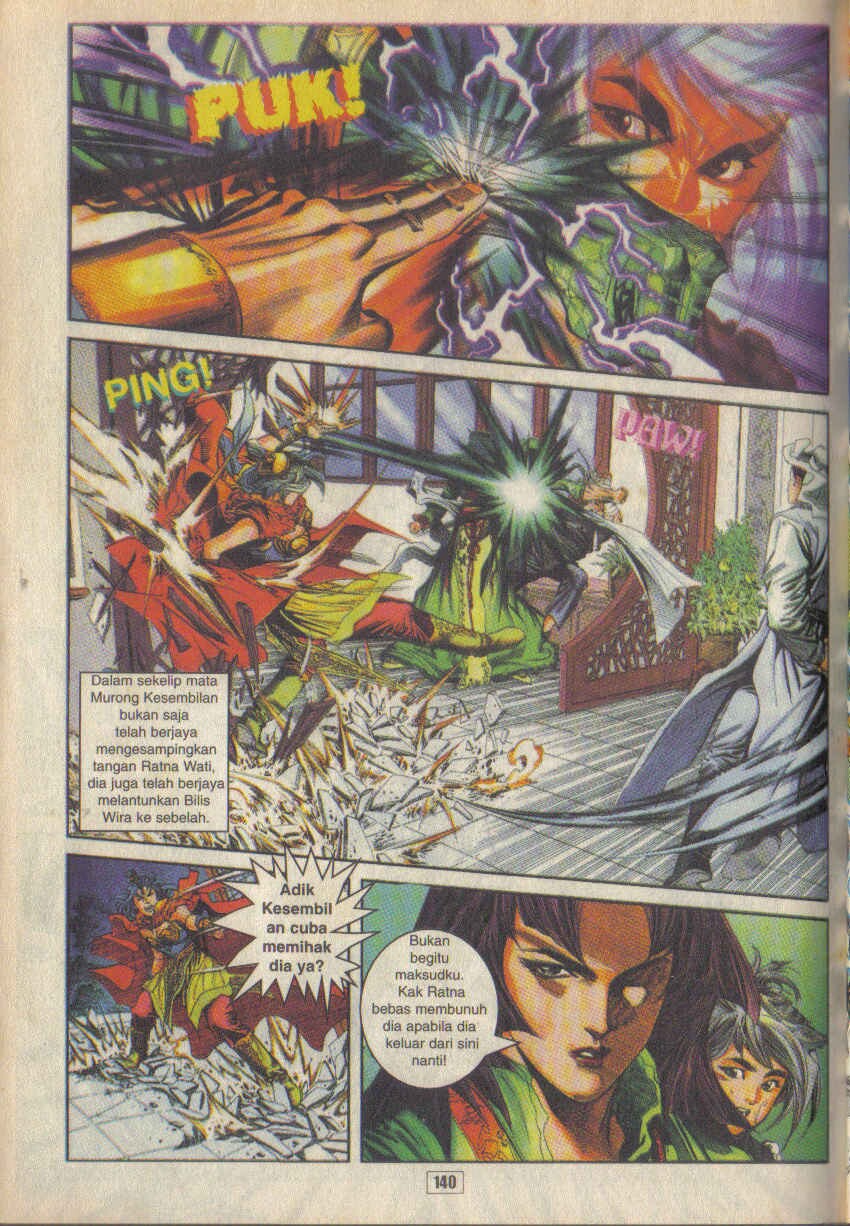 PUK!
PING!
PAW!
Dalam sekelip mata
Murong Kesembilan
bukan saja
telah berjaya
mengesampingkan
tangan Ratna Wati,
dia juga telah berjaya
melantunkan Bilis
Wira ke sebelah.
Adik
Kesembil
an cuba
memihak
dia ya?
Bukan
begitu
maksudku.
Kak Ratna
bebas membunuh
dia apabila dia
keluar dari sini
nanti!
140